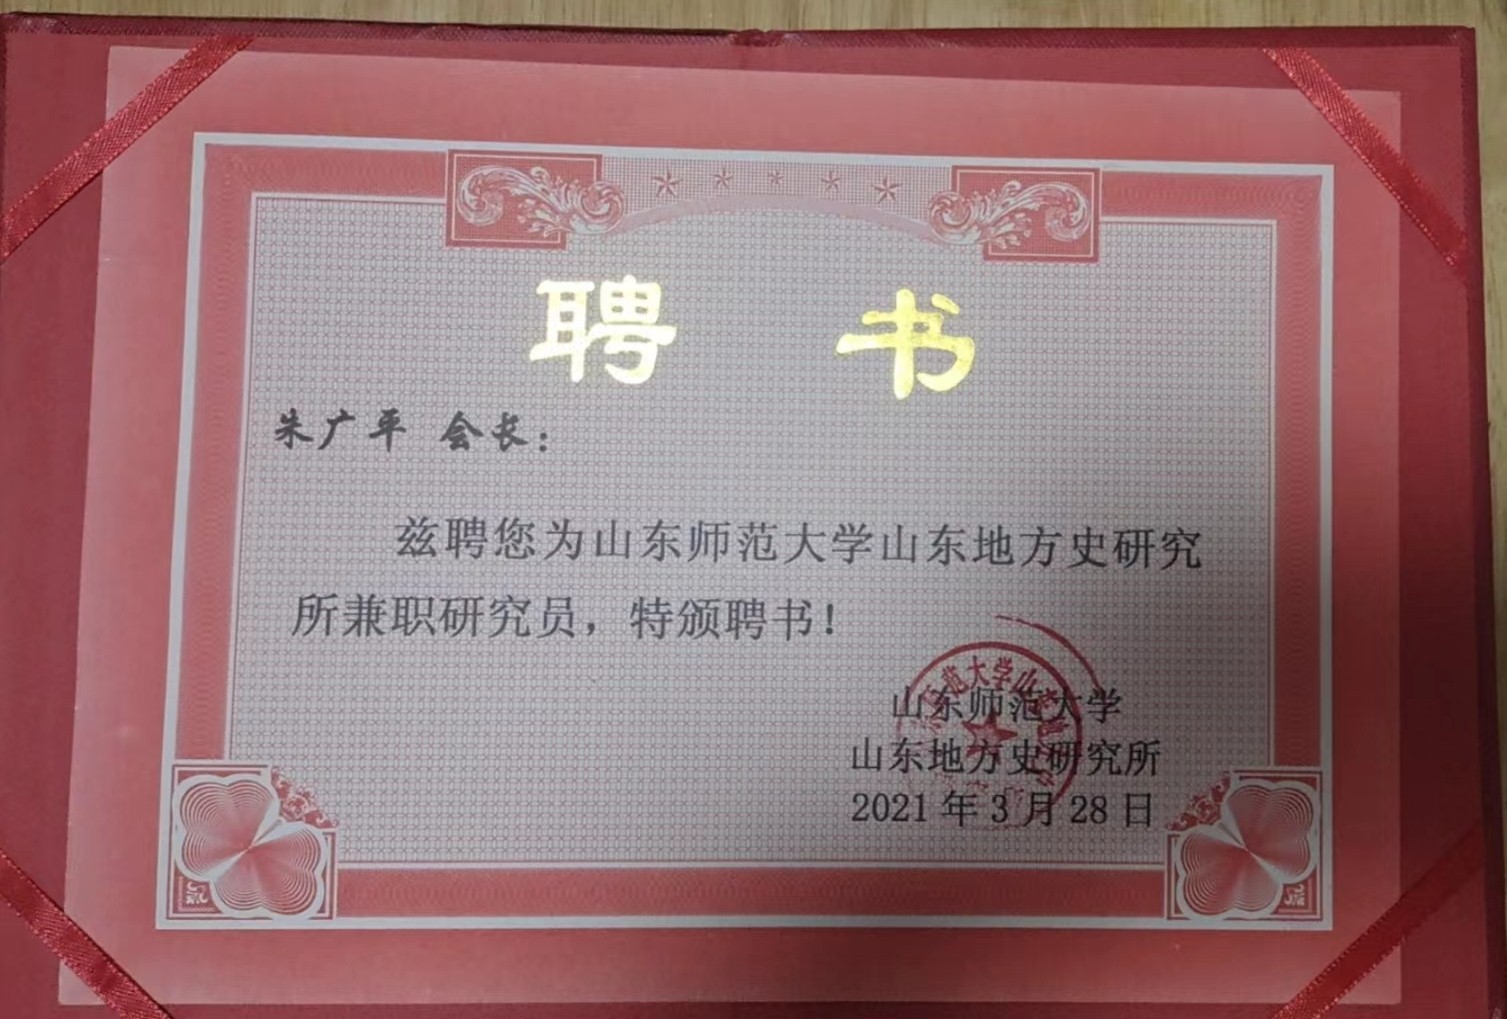 聘 书
朱广平 会长：
兹聘您为山东师范大学山东地方史研究
所兼职研究员，特颁聘书！
山东师范大学
山东地方史研究所
2021年3月28日